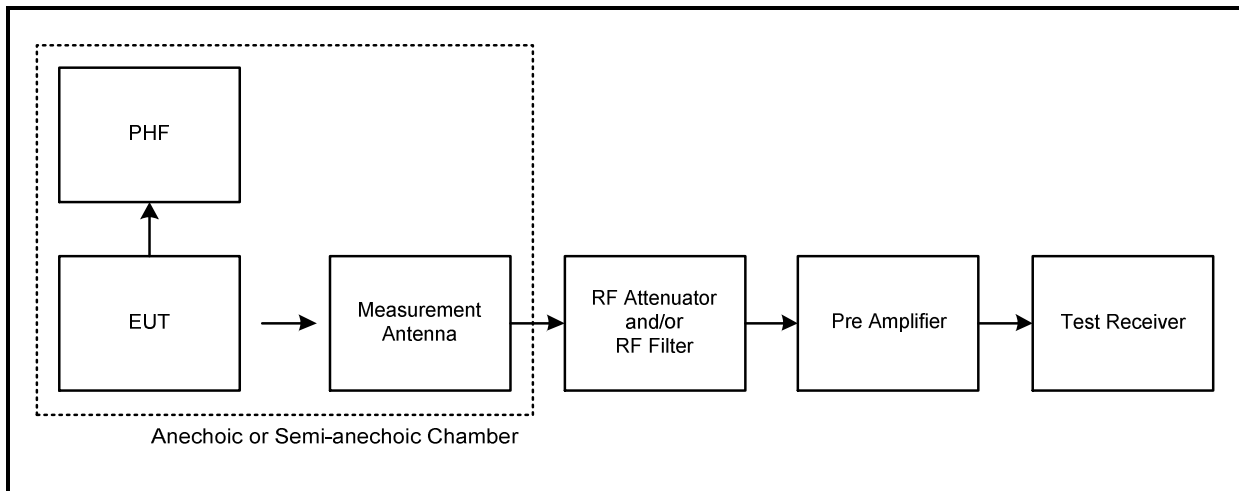 PHF
EUT
Measurement
Antenna
RF Attenuator
and/or
RF Filter
Pre Amplifier
Test Receiver
Anechoic or Semi-anechoic Chamber